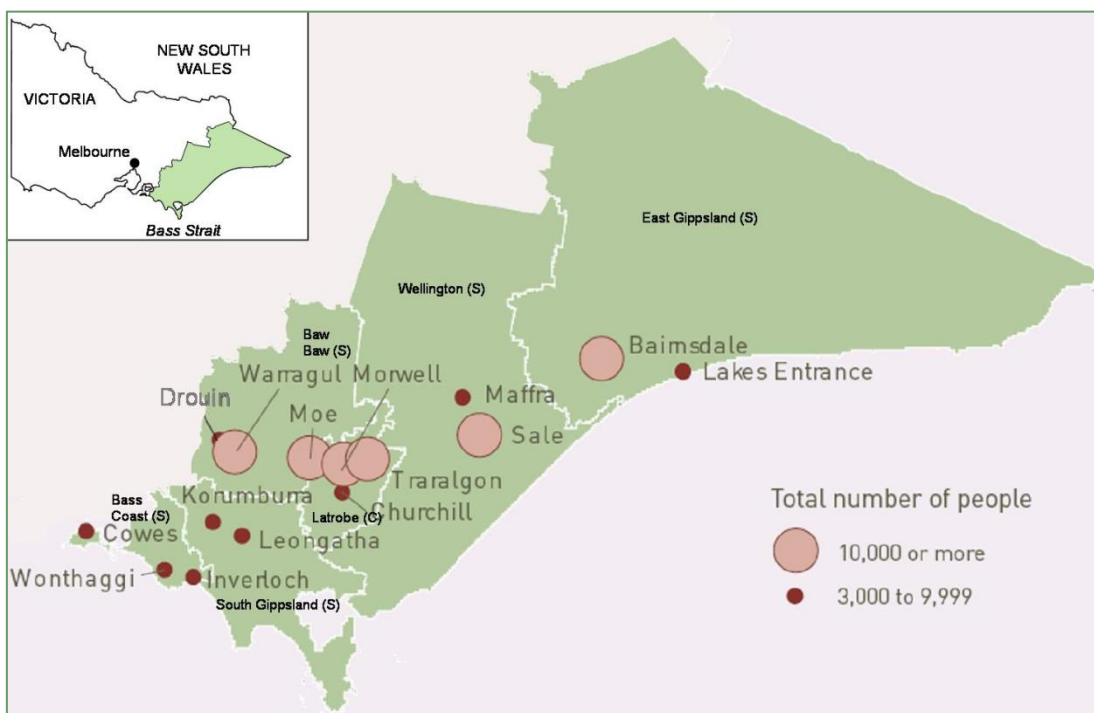 NEW SOUTH
WALES
VICTORIA
Melbourne
Bass Strait
East Gippsland (S)
Wellington (S)
Baw
Baw (S)
Bairnsdale
Lakes Entrance
Warragul
Morwell
Drouin
Moe
Maffra
Sale
Traralgon
Korumburra
Churchill
Latrobe (C)
Bass
Coast (S)
Cowes
Leongatha
Wonthaggi
Inverloch
South Gippsland (S)
Total number of people
10,000 or more
3,000 to 9,999